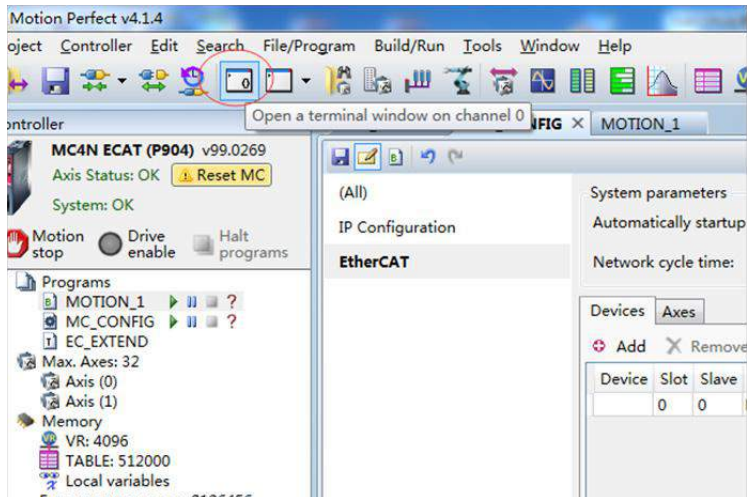 Motion Perfect v4.1.4
oject Controller Edit Search File/Program Build/Run Tools Window Help
0
Open a terminal window on channel 0
ontroller
NFIG × MOTION_1
MC4N ECAT (P904) v99.0269
Axis Status: OK Reset MC
System: OK
Motion stop
Drive enable
Halt programs
(All)
IP Configuration
EtherCAT
System parameters
Automatically startup
Network cycle time:
Programs
MOTION_1 ?
MC_CONFIG ?
EC_EXTEND
Max. Axes: 32
Axis (0)
Axis (1)
Memory
VR: 4096
TABLE: 512000
Local variables
Devices Axes
Add Remove
Device Slot Slave
0 0